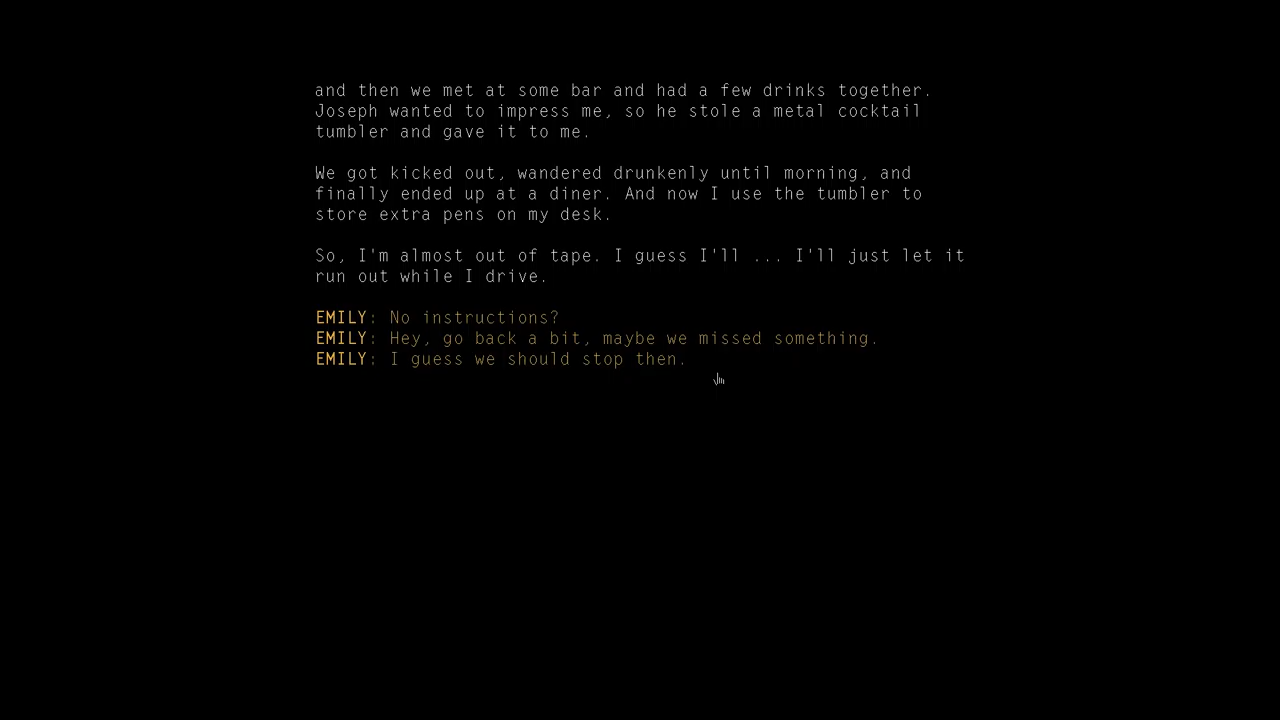 and then we met at some bar and had a few drinks together.
Joseph wanted to impress me, so he stole a metal cocktail
tumbler and gave it to me.
We got kicked out, wandered drunkenly until morning, and
finally ended up at a diner. And now I use the tumbler to
store extra pens on my desk.
So, I'm almost out of tape. I guess I'll ... I'll just let it
run out while I drive.
EMILY: No instructions?
EMILY: Hey, go back a bit, maybe we missed something.
EMILY: I guess we should stop then.